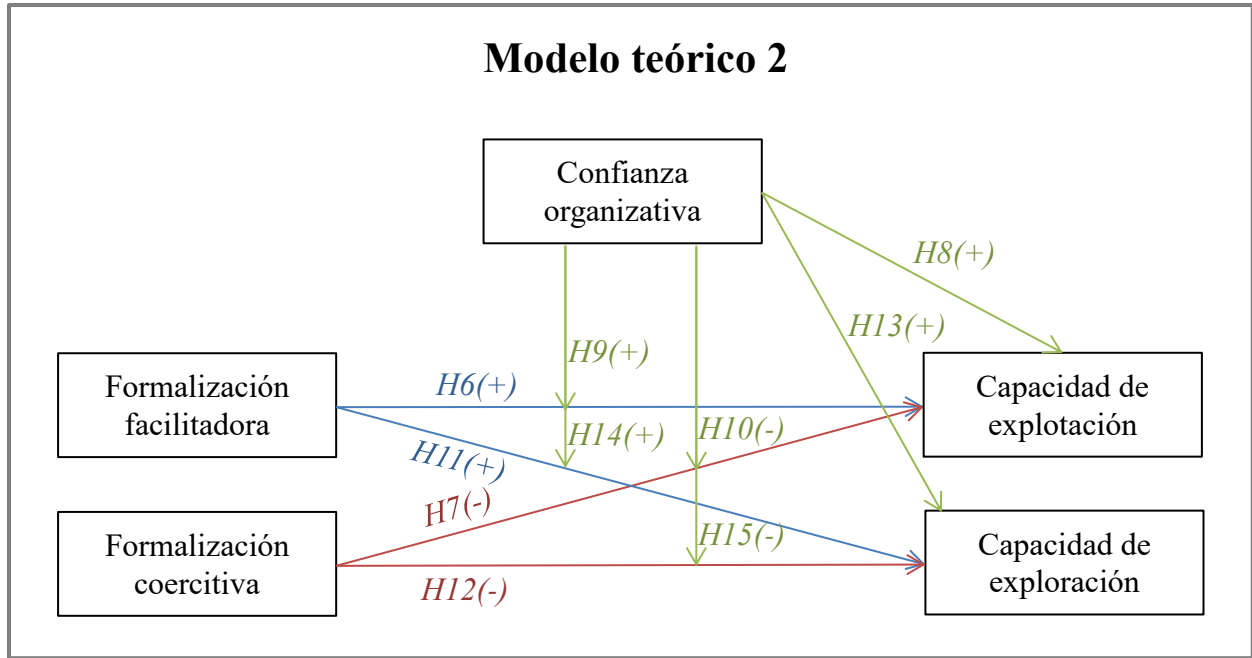 Modelo teórico 2
Confianza
organizativa
H8(+)
H13(+)
H9(+)
Formalización
facilitadora
H6(+)
Capacidad de
explotación
H14(+)
H10(-)
H11(+)
H7(-)
Formalización
coercitiva
H15(-)
H12(-)
Capacidad de
exploración